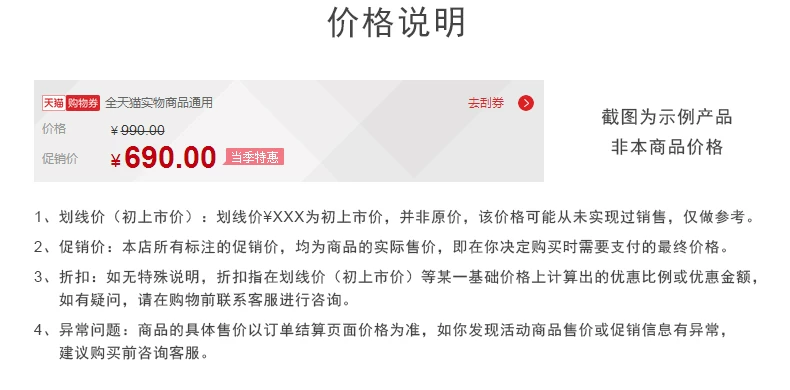 价格说明
天猫 购物券 全天猫实物商品通用 去刮券
价格 ¥990.00
促销价 ¥690.00 当季特惠
截图为示例产品
非本商品价格
1、划线价（初上市价）：划线价¥XXX为初上市价，并非原价，该价格可能从未实现过销售，仅做参考。
2、促销价：本店所有标注的促销价，均为商品的实际售价，即在你决定购买时需要支付的最终价格。
3、折扣：如无特殊说明，折扣指在划线价（初上市价）等某一基础价格上计算出的优惠比例或优惠金额，
如有疑问，请在购物前联系客服进行咨询。
4、异常问题：商品的具体售价以订单结算页面价格为准，如你发现活动商品售价或促销信息有异常，
建议购买前咨询客服。